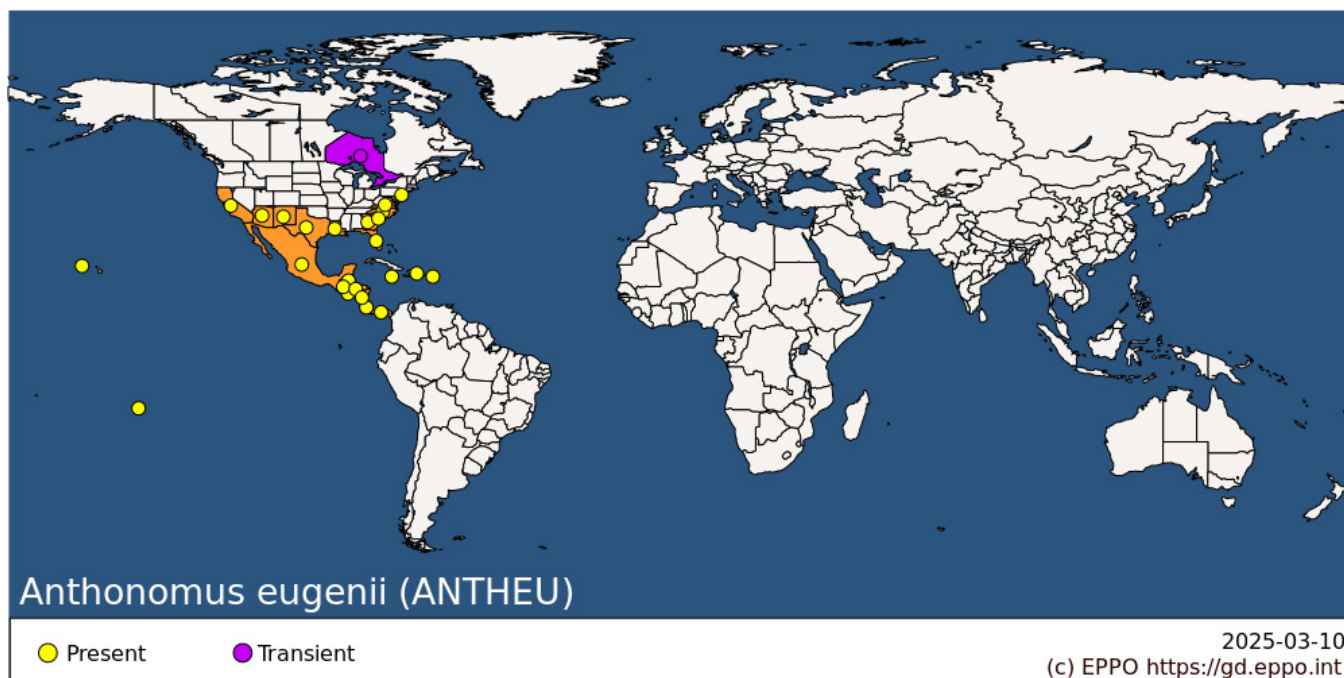 Anthonomus eugenii (ANTHEU)
Present
Transient
2025-03-10
(c) EPPO https://gd.eppo.int